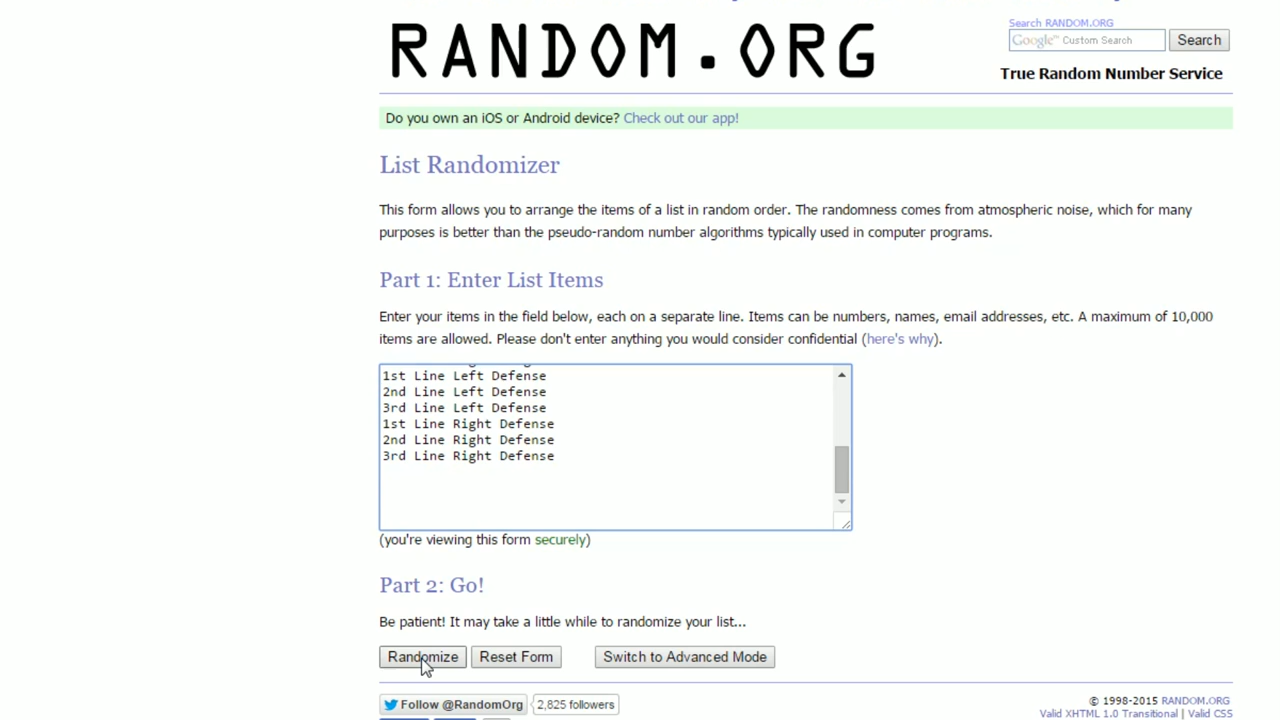 Search RANDOM.ORG
RANDOM.ORG
Google™ Custom Search
Search
True Random Number Service
Do you own an iOS or Android device? Check out our app!
List Randomizer
This form allows you to arrange the items of a list in random order. The randomness comes from atmospheric noise, which for many
purposes is better than the pseudo-random number algorithms typically used in computer programs.
Part 1: Enter List Items
Enter your items in the field below, each on a separate line. Items can be numbers, names, email addresses, etc. A maximum of 10,000
items are allowed. Please don't enter anything you would consider confidential (here's why).
1st Line Left Defense
2nd Line Left Defense
3rd Line Left Defense
1st Line Right Defense
2nd Line Right Defense
3rd Line Right Defense
(you're viewing this form securely)
Part 2: Go!
Be patient! It may take a little while to randomize your list...
Randomize Reset Form Switch to Advanced Mode
Follow @RandomOrg 2,825 followers
© 1998-2015 RANDOM.ORG
Valid XHTML 1.0 Transitional | Valid CSS